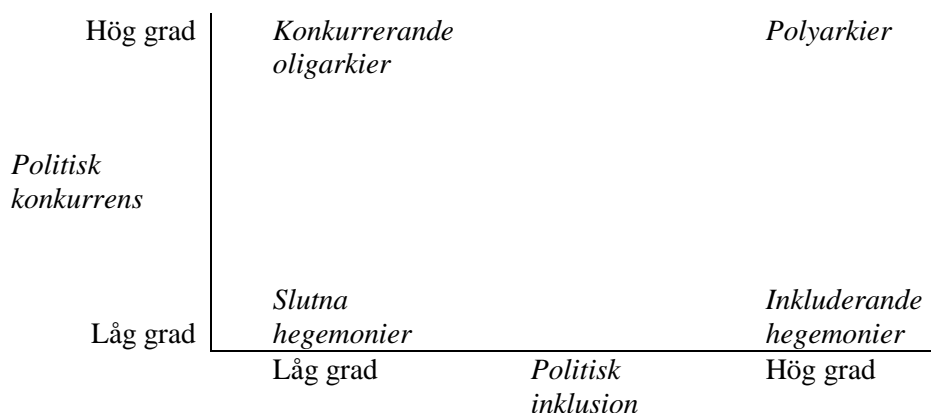 Hög grad Konkurrerande Polyarkier
oligarkier
Politisk
konkurrens
Slutna Inkluderande
Låg grad hegemonier hegemonier
Låg grad Politisk Hög grad
inklusion